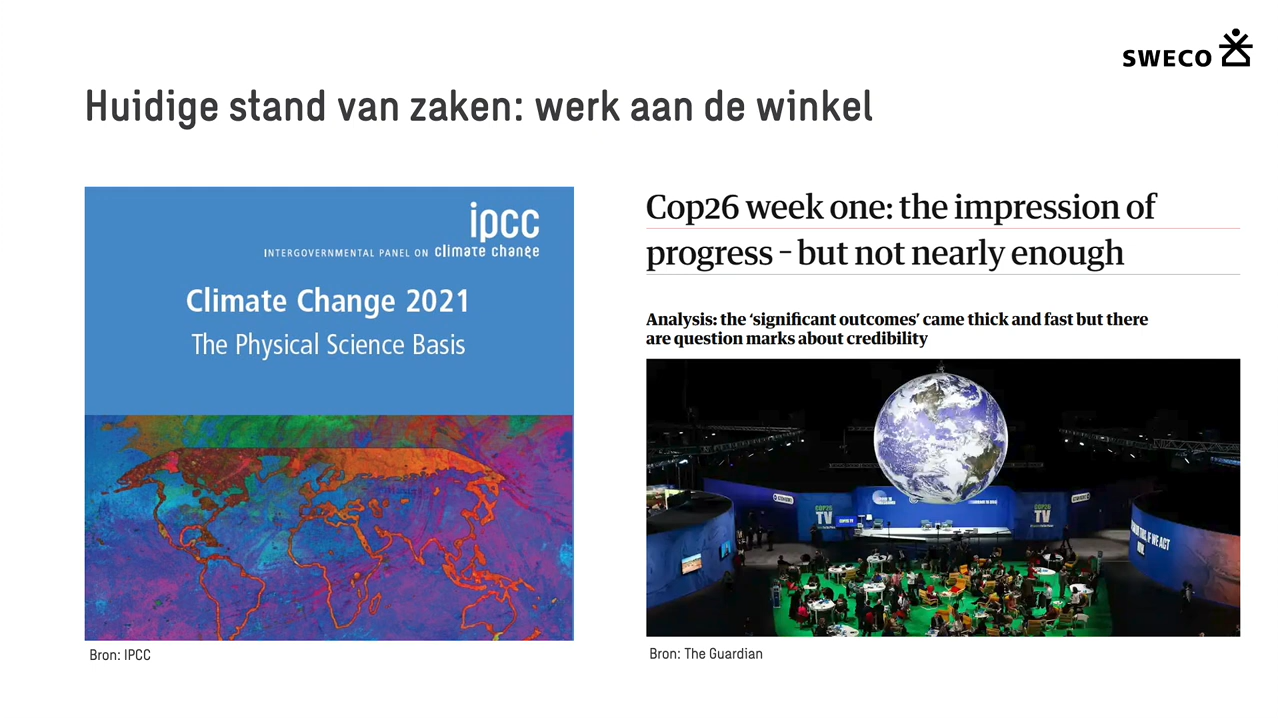 SWECO
Huidige stand van zaken: werk aan de winkel
ipcc
INTERGOVERNMENTAL PANEL ON climate change
Climate Change 2021
The Physical Science Basis
Bron: IPCC
Cop26 week one: the impression of
progress – but not nearly enough
Analysis: the ‘significant outcomes’ came thick and fast but there
are question marks about credibility
COP26
TV
COP26
TV
IF WE ACT
Bron: The Guardian